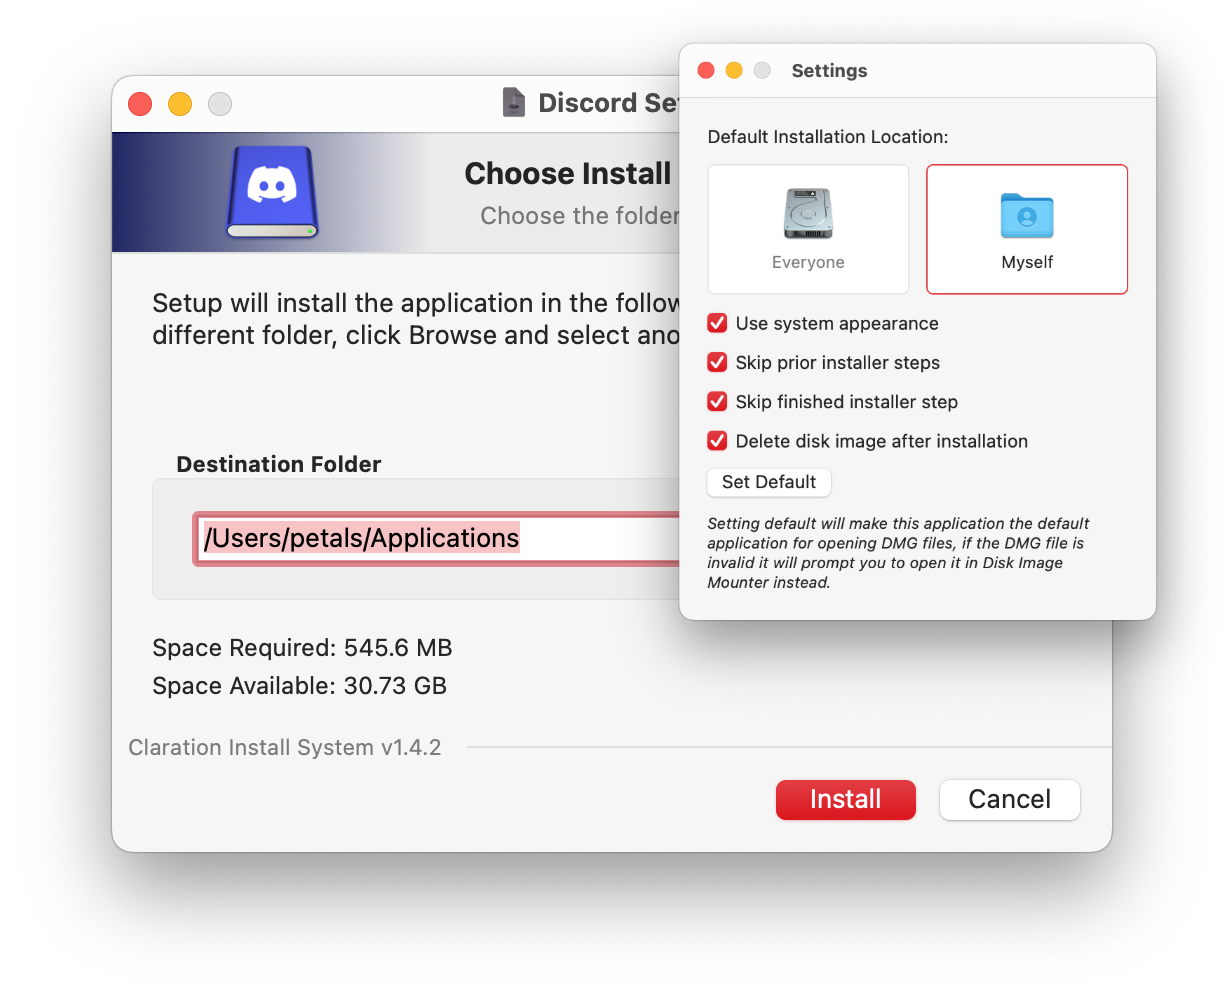 Discord Se
Choose Install
Choose the folder
Setup will install the application in the follow
different folder, click Browse and select ano
Destination Folder
/Users/petals/Applications
Space Required: 545.6 MB
Space Available: 30.73 GB
Claration Install System v1.4.2
Install
Cancel
Settings
Default Installation Location:
Everyone
Myself
Use system appearance
Skip prior installer steps
Skip finished installer step
Delete disk image after installation
Set Default
Setting default will make this application the default
application for opening DMG files, if the DMG file is
invalid it will prompt you to open it in Disk Image
Mounter instead.